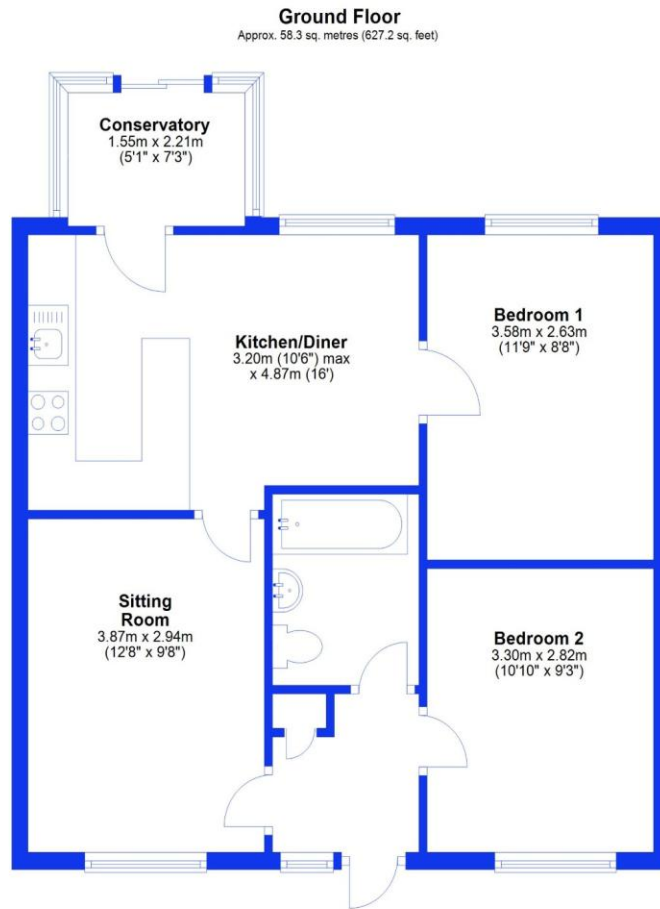 Ground Floor
Approx. 58.3 sq. metres (627.2 sq. feet)
Conservatory
1.55m x 2.21m
(5'1" x 7'3")
Kitchen/Diner
3.20m (10'6") max
x 4.87m (16')
Bedroom 1
3.58m x 2.63m
(11'9" x 8'8")
Sitting
Room
3.87m x 2.94m
(12'8" x 9'8")
Bedroom 2
3.30m x 2.82m
(10'10" x 9'3")